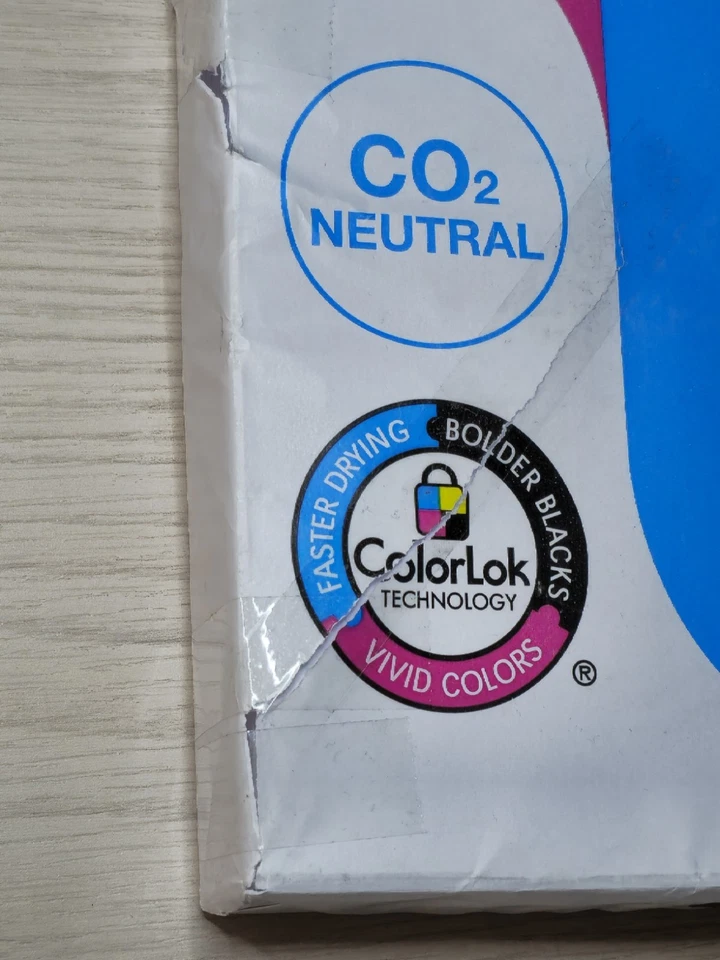 CO2
NEUTRAL
FASTER DRYING
BOLDER BLACKS
ColorLok
TECHNOLOGY
VIVID COLORS
®